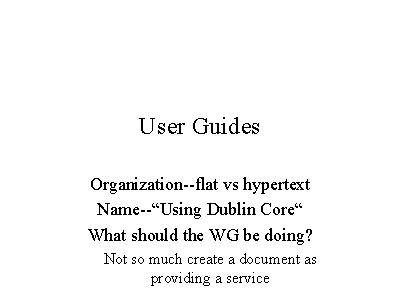 User Guides
Organization--flat vs hypertext
Name--“Using Dublin Core“
What should the WG be doing?
Not so much create a document as
providing a service